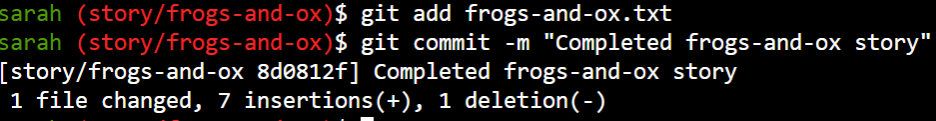 sarah (story/frogs-and-ox)$ git add frogs-and-ox.txt
sarah (story/frogs-and-ox)$ git commit -m "Completed frogs-and-ox story"
[story/frogs-and-ox 8d0812f] Completed frogs-and-ox story
 1 file changed, 7 insertions(+), 1 deletion(-)